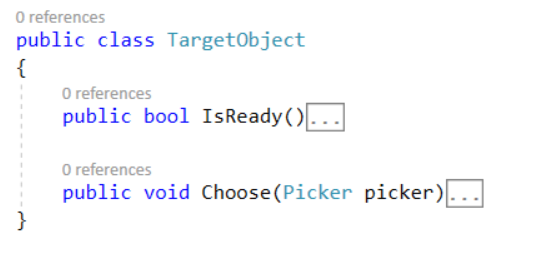 0 references
public class TargetObject
{
0 references
public bool IsReady()...
0 references
public void Choose(Picker picker)...
}